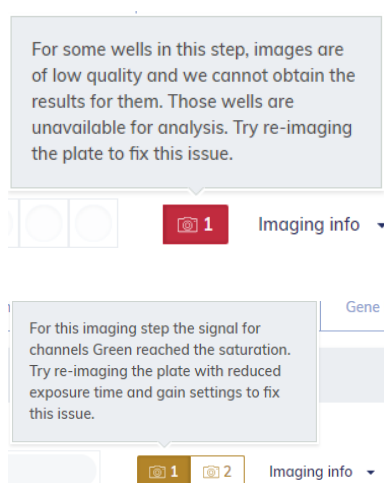 For some wells in this step, images are
of low quality and we cannot obtain the
results for them. Those wells are
unavailable for analysis. Try re-imaging
the plate to fix this issue.
1 Imaging info
Gene
For this imaging step the signal for
channels Green reached the saturation.
Try re-imaging the plate with reduced
exposure time and gain settings to fix
this issue.
1 2 Imaging info